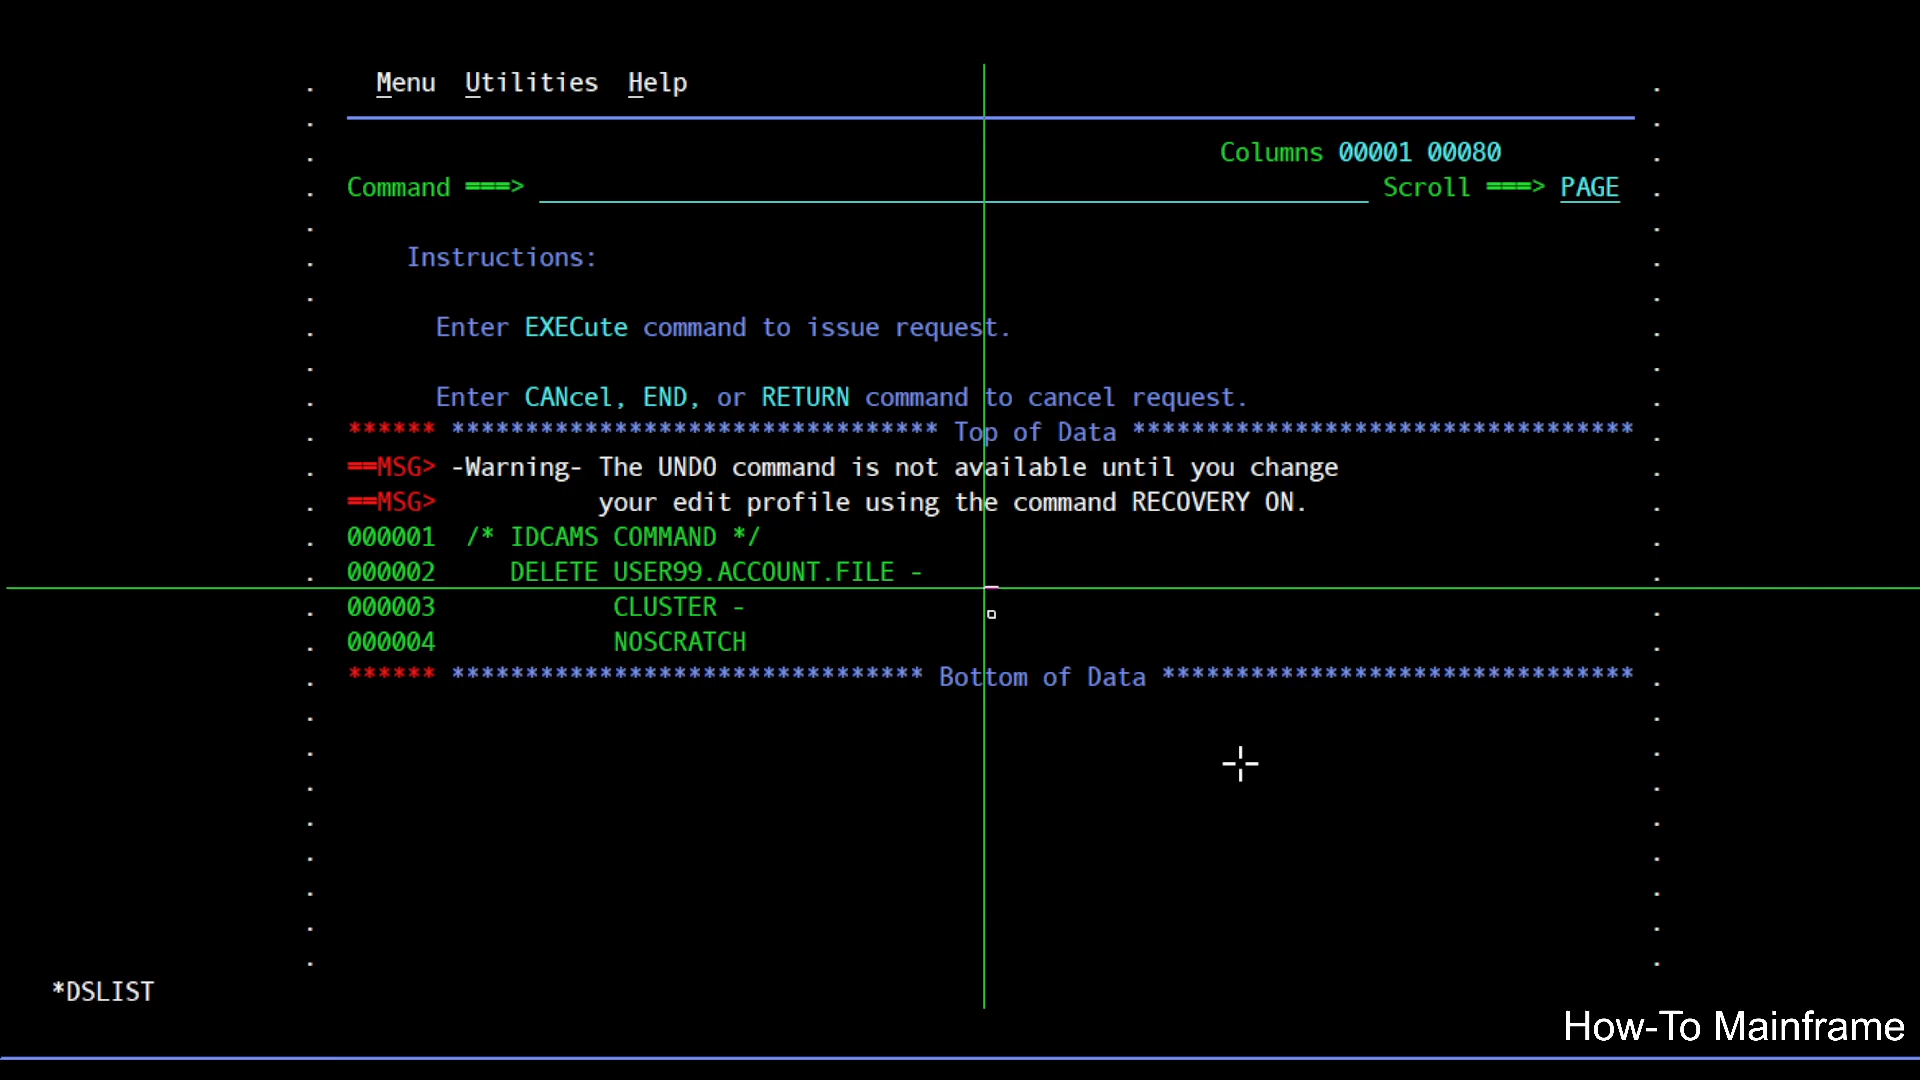 Menu Utilities Help
Columns 00001 00080
Command ===> Scroll ===> PAGE
Instructions:
Enter EXECute command to issue request.
Enter CANcel, END, or RETURN command to cancel request.
****** ********************************* Top of Data **********************************
==MSG> -Warning- The UNDO command is not available until you change
==MSG> your edit profile using the command RECOVERY ON.
000001 /* IDCAMS COMMAND */
000002 DELETE USER99.ACCOUNT.FILE -
000003 CLUSTER -
000004 NOSCRATCH
****** ******************************** Bottom of Data ********************************
*DSLIST
How-To Mainframe